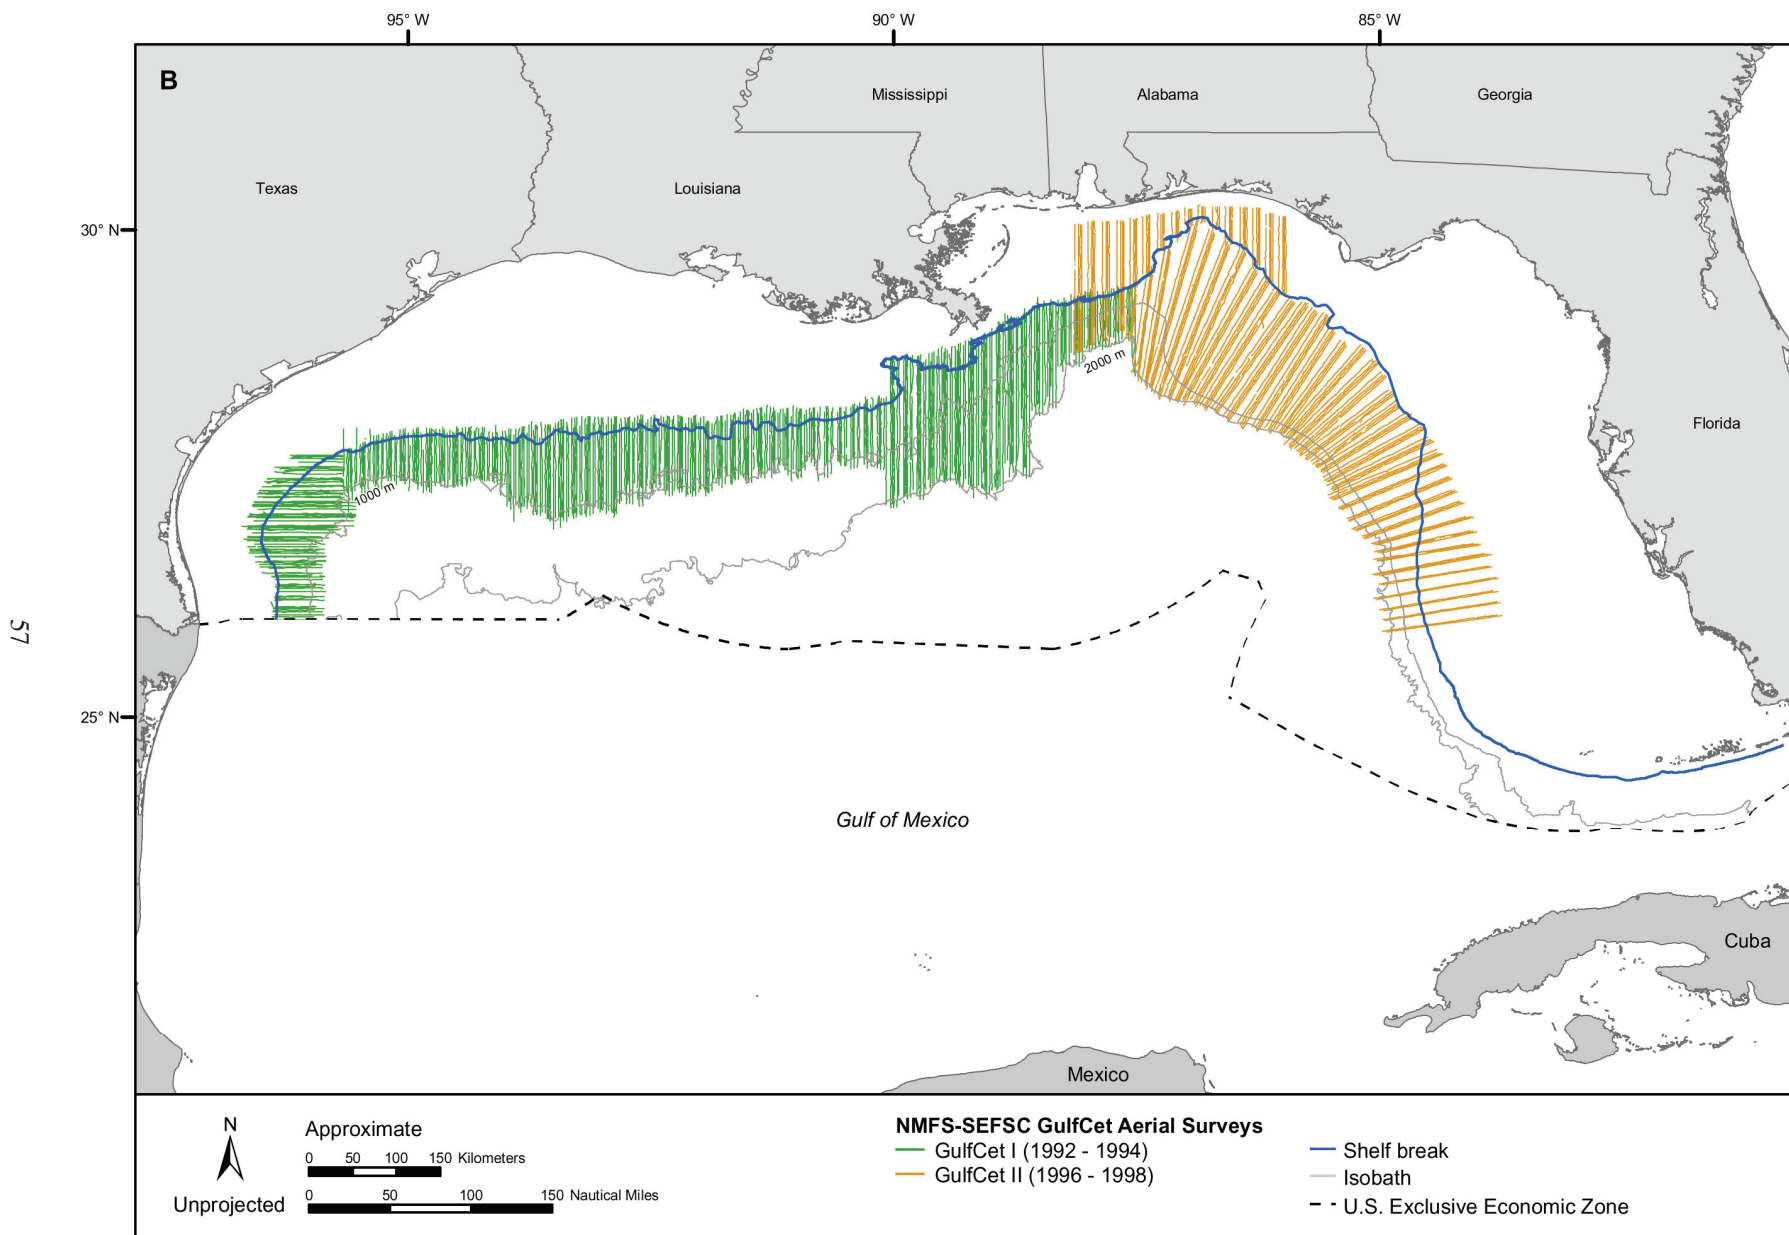 95° W
90° W
85° W
B
Mississippi
Alabama
Georgia
Texas
Louisiana
30° N
2000 m
Florida
1000 m
57
25° N
Gulf of Mexico
Cuba
Mexico
N
Unprojected
Approximate
0 50 100 150 Kilometers
0 50 100 150 Nautical Miles
NMFS-SEFSC GulfCet Aerial Surveys
GulfCet I (1992 - 1994)
GulfCet II (1996 - 1998)
Shelf break
Isobath
U.S. Exclusive Economic Zone